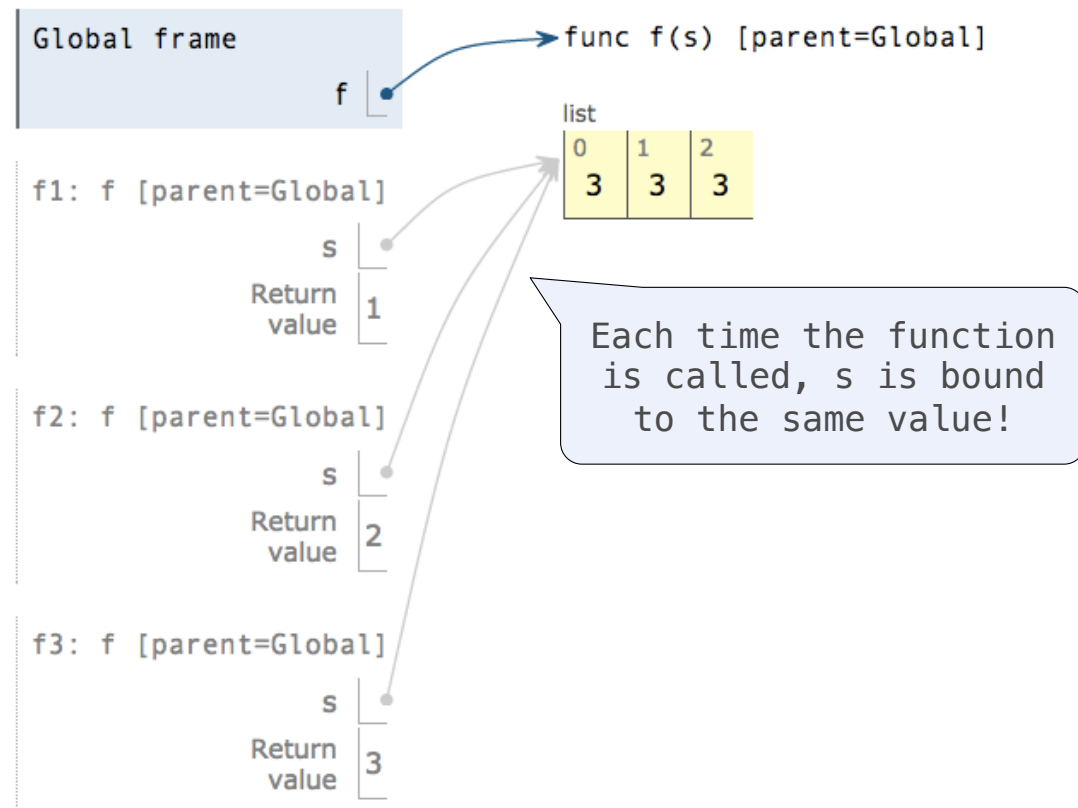 Global frame
f
func f(s) [parent=Global]
list
0 1 2
3 3 3
f1: f [parent=Global]
s
Return
value 1
Each time the function
is called, s is bound
to the same value!
f2: f [parent=Global]
s
Return
value 2
f3: f [parent=Global]
s
Return
value 3